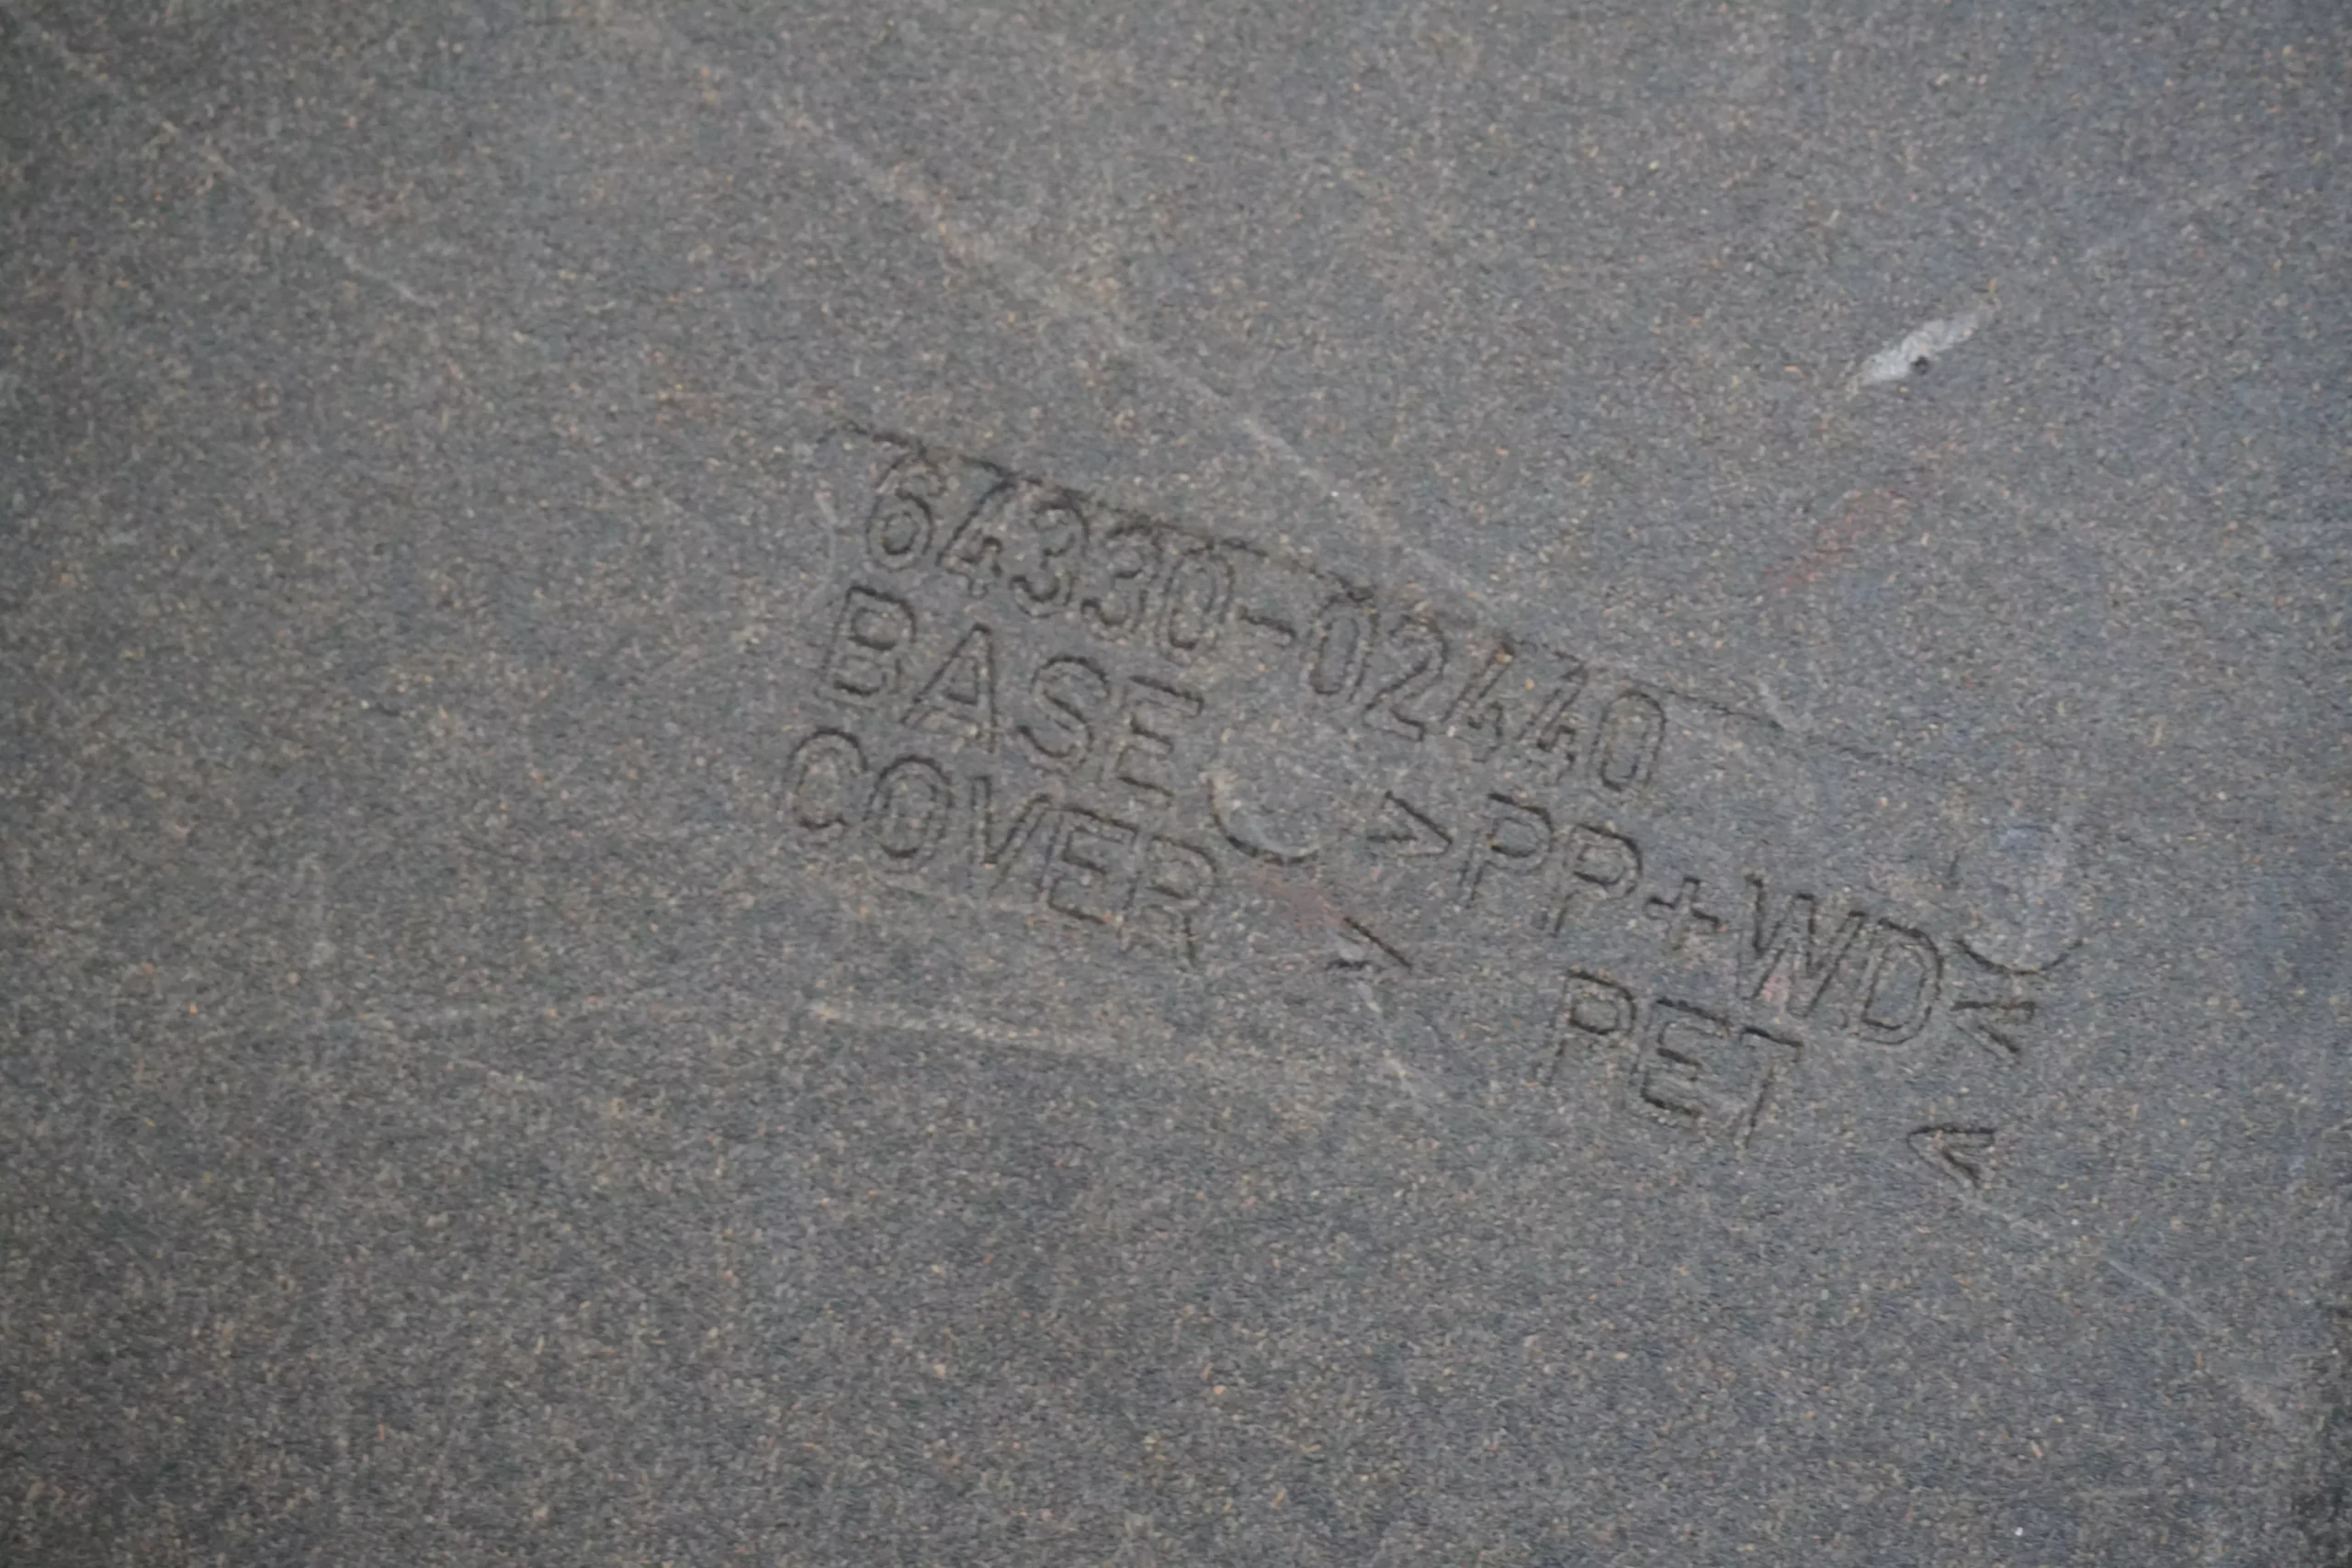 64330-02440
BASE >PP+WD<
COVER > PET <